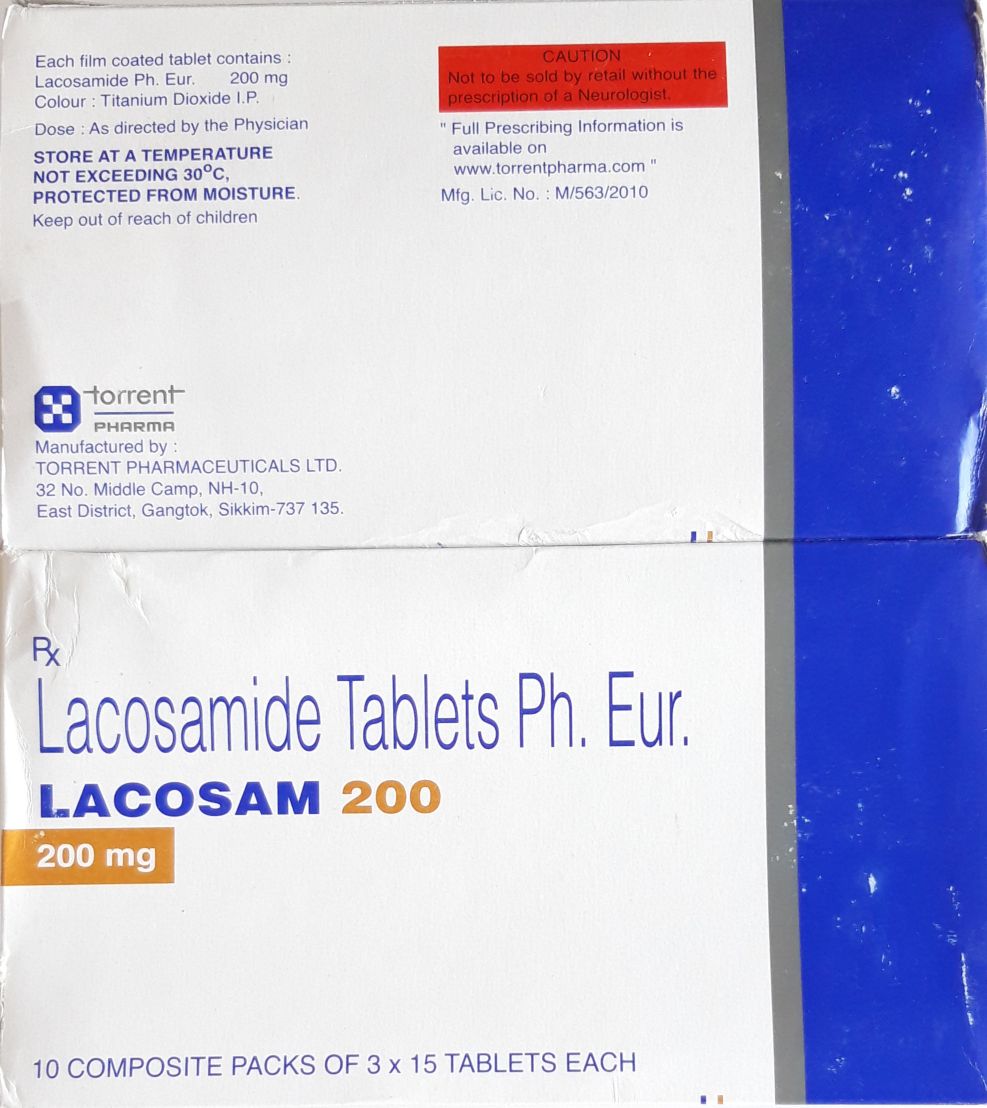 Each film coated tablet contains :
Lacosamide Ph. Eur. 200 mg
Colour : Titanium Dioxide I.P.
Dose : As directed by the Physician
STORE AT A TEMPERATURE
NOT EXCEEDING 30°C,
PROTECTED FROM MOISTURE.
Keep out of reach of children
CAUTION
Not to be sold by retail without the
prescription of a Neurologist.
" Full Prescribing Information is
available on
www.torrentpharma.com "
Mfg. Lic. No. : M/563/2010
torrent
PHARMA
Manufactured by :
TORRENT PHARMACEUTICALS LTD.
32 No. Middle Camp, NH-10,
East District, Gangtok, Sikkim-737 135.
Rx
Lacosamide Tablets Ph. Eur.
LACOSAM 200
200 mg
10 COMPOSITE PACKS OF 3 x 15 TABLETS EACH